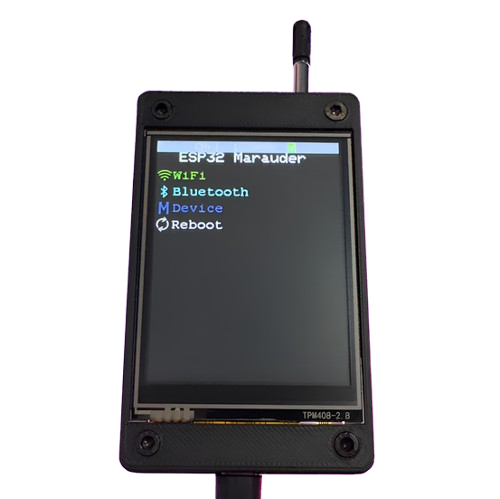 ESP32 Marauder
WiFi
Bluetooth
Device
Reboot
TPM408-2.8